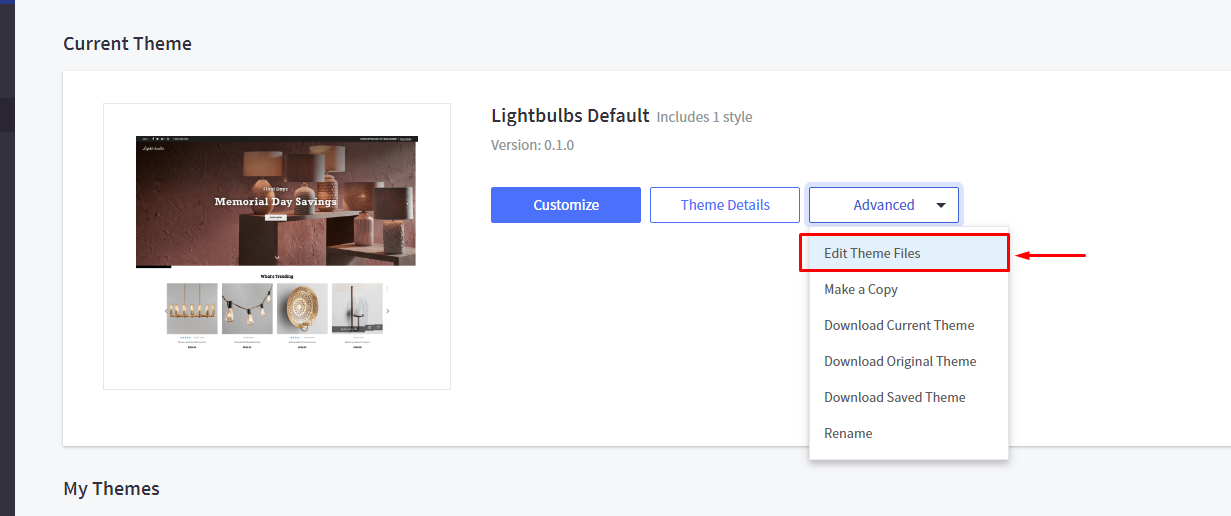 Current Theme
Lightbulbs Default Includes 1 style
Version: 0.1.0
Customize
Theme Details
Advanced
Edit Theme Files
Make a Copy
Download Current Theme
Download Original Theme
Download Saved Theme
Rename
Final Days
Memorial Day Savings
What's Trending
My Themes